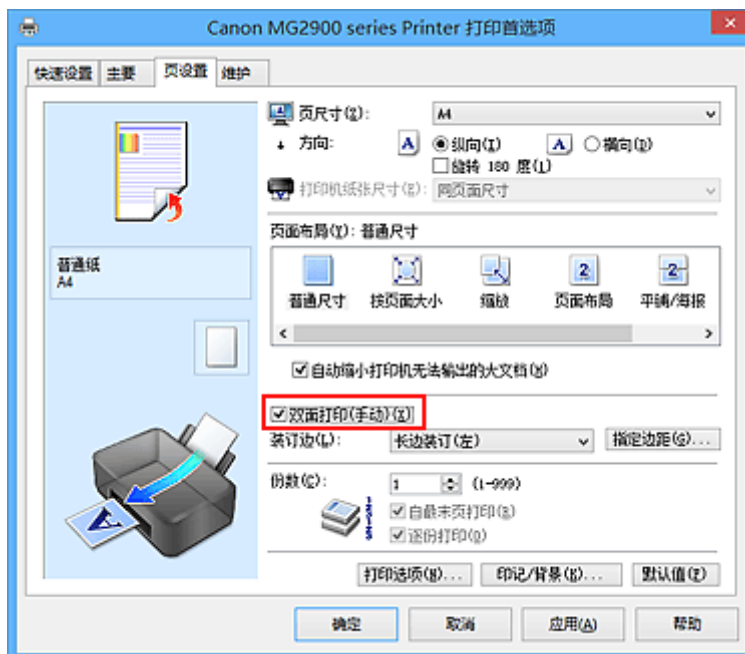 Canon MG2900 series Printer 打印首选项
快速设置 主要 页设置 维护
页尺寸(Z): A4
方向: A 纵向(I) A 横向(D)
旋转 180 度(L)
打印机纸张尺寸(E): 同页面尺寸
页面布局(Y): 普通尺寸
普通纸
A4
普通尺寸 按页面大小 缩放 页面布局 平铺/海报
自动缩小打印机无法输出的大文档(W)
双面打印(手动)(X)
装订边(L): 长边装订(左) 指定边距(G)...
份数(C): 1 (1-999)
自最末页打印(R)
逐份打印(O)
打印选项(N)... 印记/背景(K)... 默认值(F)
确定 取消 应用(A) 帮助